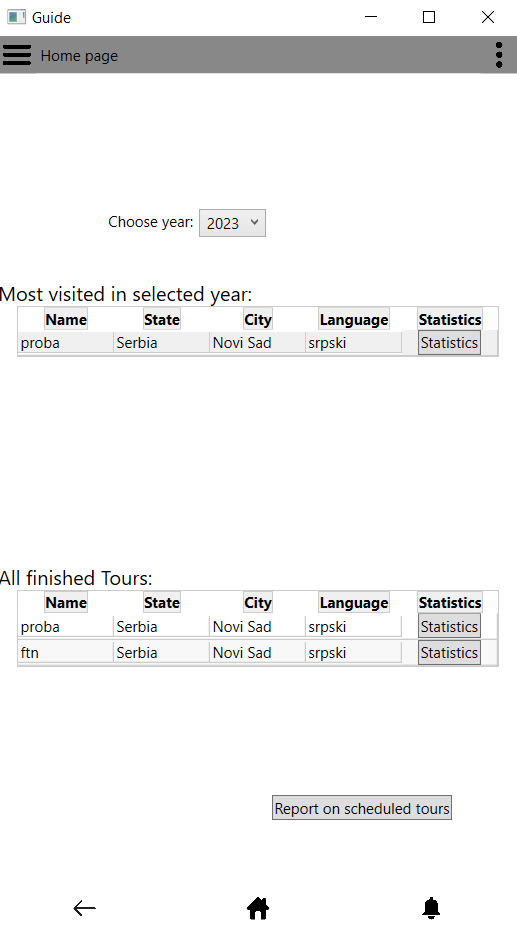 Guide
Home page
Choose year: 2023
Most visited in selected year:
Name State City Language Statistics
proba Serbia Novi Sad srpski Statistics
All finished Tours:
Name State City Language Statistics
proba Serbia Novi Sad srpski Statistics
ftn Serbia Novi Sad srpski Statistics
Report on scheduled tours